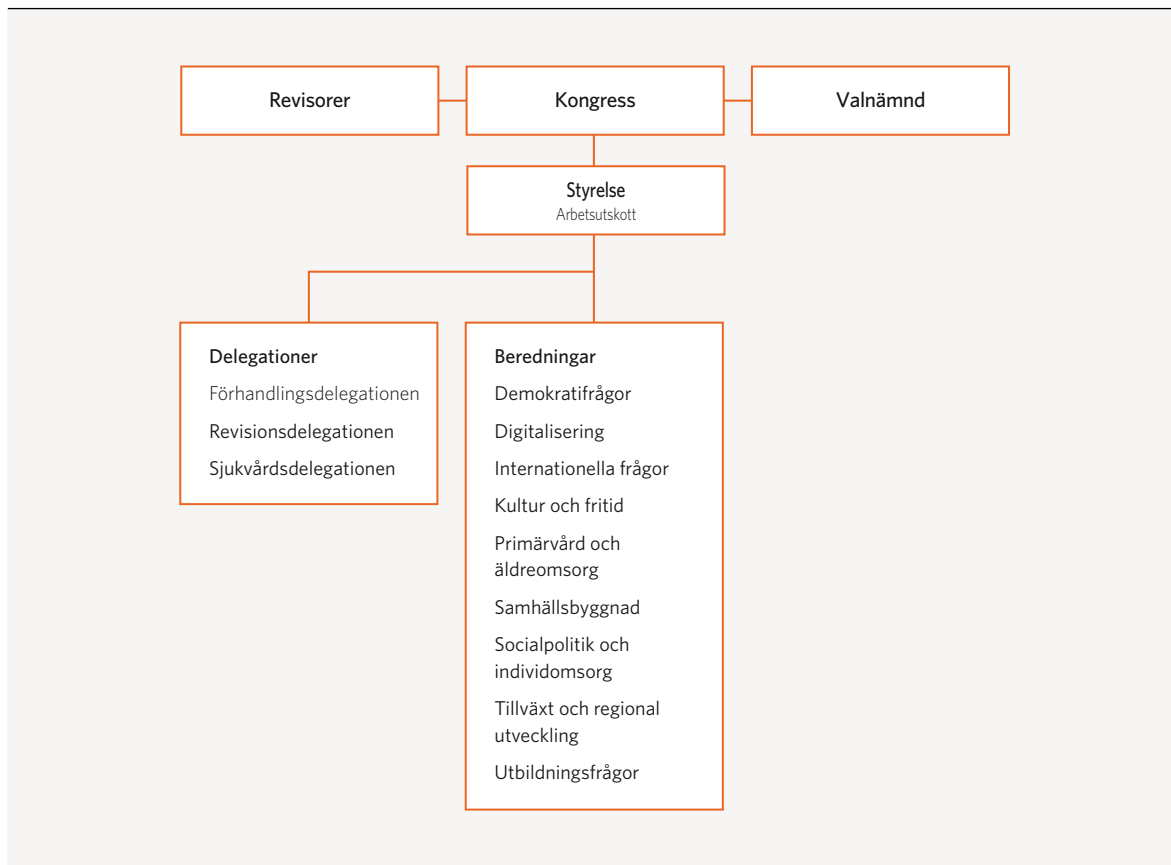 Revisorer
Kongress
Valnämnd
Styrelse
Arbetsutskott
Delegationer
Förhandlingsdelegationen
Revisionsdelegationen
Sjukvårdsdelegationen
Beredningar
Demokratifrågor
Digitalisering
Internationella frågor
Kultur och fritid
Primärvård och
äldreomsorg
Samhällsbyggnad
Socialpolitik och
individomsorg
Tillväxt och regional
utveckling
Utbildningsfrågor